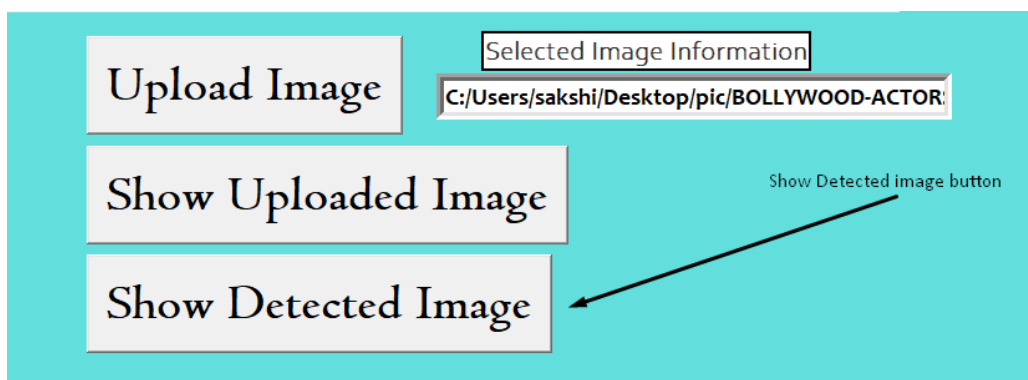 Upload Image
Selected Image Information
C:/Users/sakshi/Desktop/pic/BOLLYWOOD-ACTORS
Show Uploaded Image
Show Detected image button
Show Detected Image